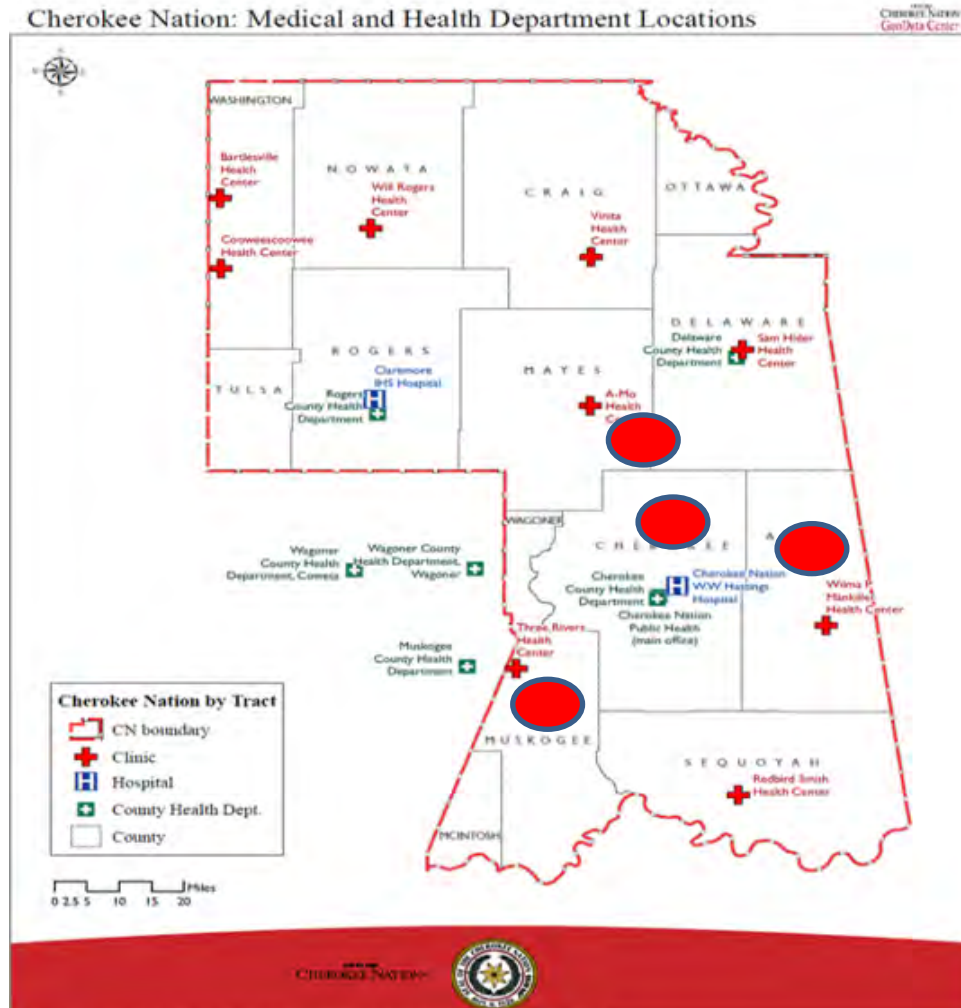 Cherokee Nation: Medical and Health Department Locations
CHEROKEE NATION
GeoData Center
WASHINGTON
Bartlesville
Health
Center
NOWATA
Will Rogers
Health
Center
CRAIG
OTTAWA
Vinita
Health
Center
Cooweescoowee
Health Center
DELAWARE
Delaware
County Health
Department
Sam Hider
Health
Center
ROGERS
Claremore
IHS Hospital
H
Rogers
County Health
Department
TULSA
MAYES
A-Mo
Health
WAGONER
Wagoner
County Health
Department, Coweta
Wagoner County
Health Department,
Wagoner
CHEROKEE
Cherokee
County Health
Department
H
Cherokee Nation
W.W Hastings
Hospital
Cherokee Nation
Public Health
(main office)
A
Wilma P.
Mankiller
Health Center
Three Rivers
Health
Center
Muskogee
County Health
Department
MUSKOGEE
SEQUOYAH
Redbird Smith
Health Center
MCINTOSH
Cherokee Nation by Tract
CN boundary
Clinic
H Hospital
County Health Dept.
County
Miles
0 2.5 5 10 15 20
CHEROKEE NATION